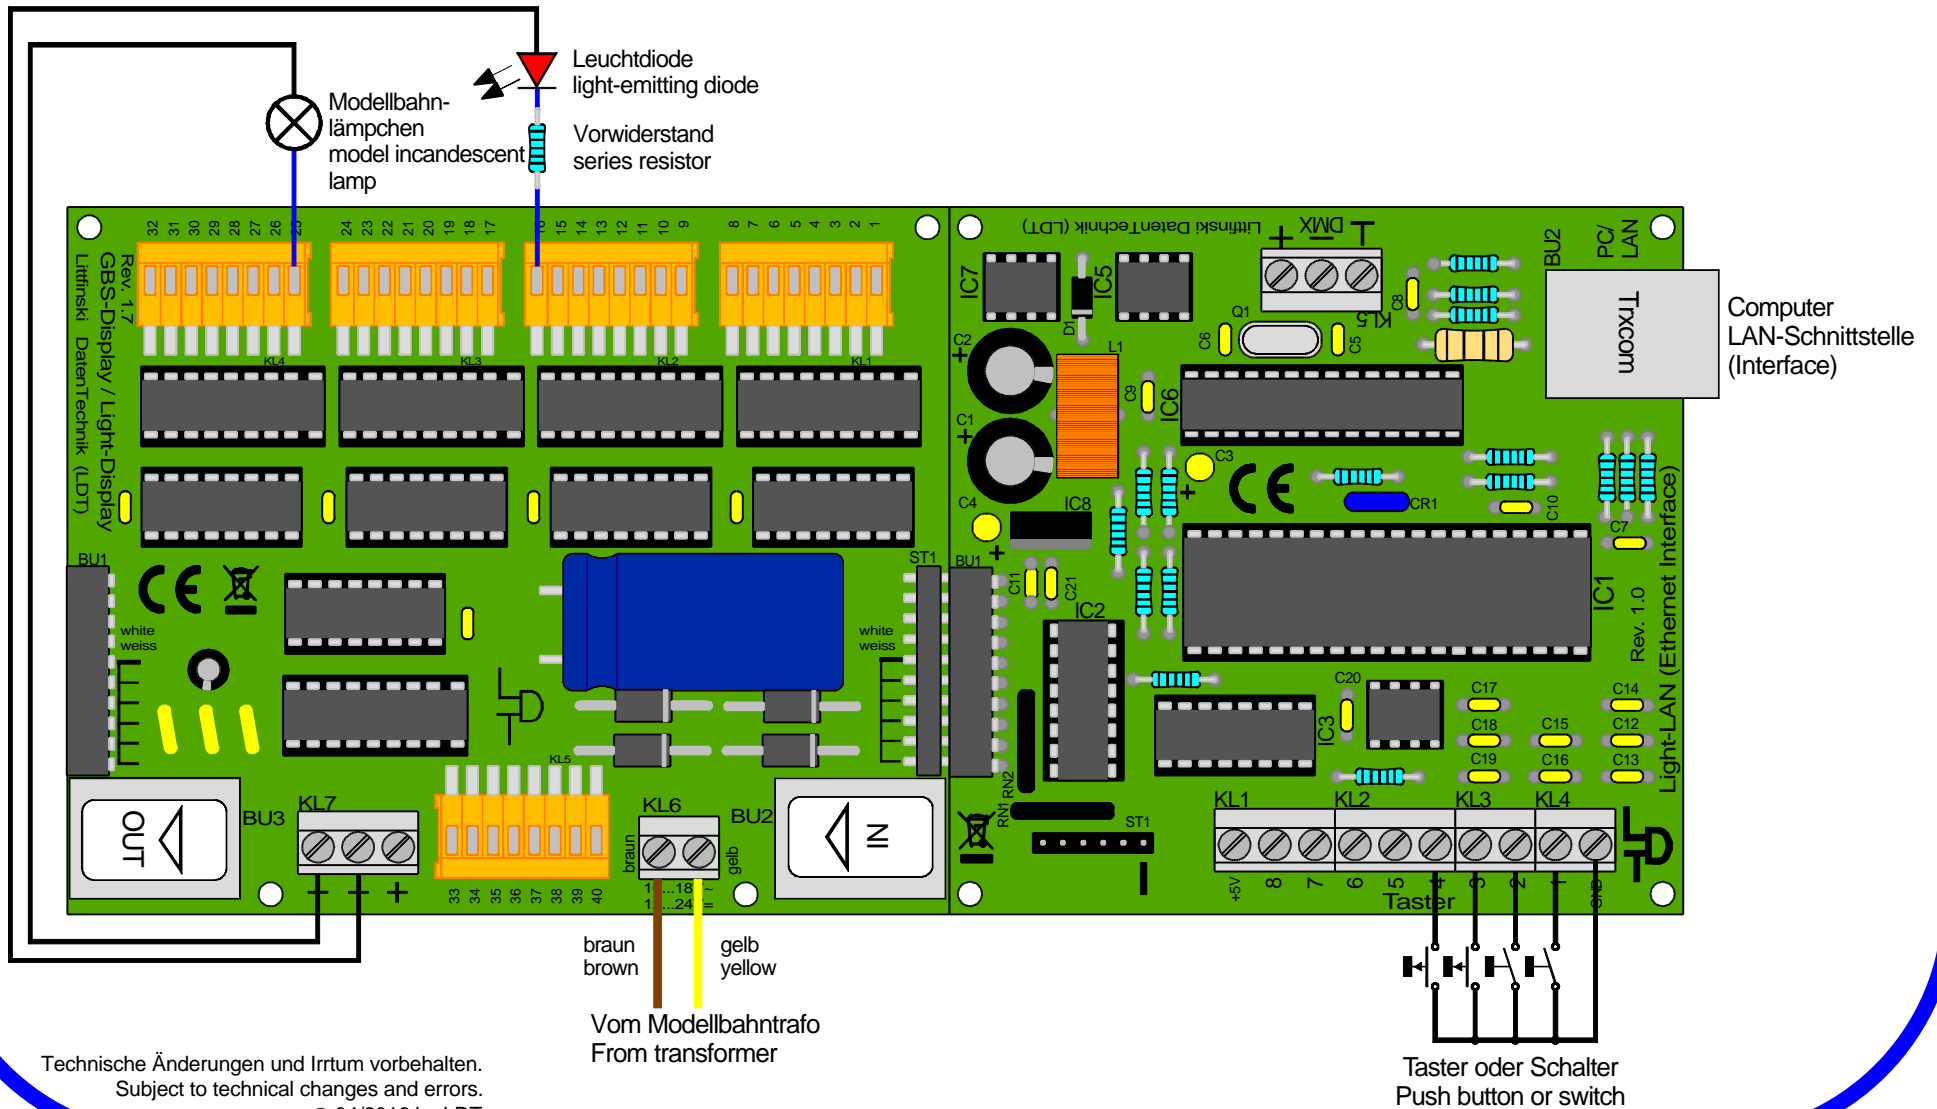 Leuchtdiode
light-emitting diode
Modellbahn-
lämpchen
model incandescent
lamp
Vorwiderstand
series resistor
32 31 30 29 28 27 26 25
24 23 22 21 20 19 18 17
16 15 14 13 12 11 10 9
8 7 6 5 4 3 2 1
Rev. 1.7
GBS-Display / Light-Display
Littfinski DatenTechnik (LDT)
KL4
KL3
KL2
KL1
BU1
white
weiss
ST1
white
weiss
OUT
BU3
KL7
+
KL5
33 34 35 36 37 38 39 40
KL6
braun
gelb
BU2
IN
braun
brown
gelb
yellow
Vom Modellbahntrafo
From transformer
Littfinski DatenTechnik (LDT)
+ DMX
KL5
BU2
PC/
LAN
Trxcom
Computer
LAN-Schnittstelle
(Interface)
IC7
D1
IC5
C2
+
C1
+
L1
C9
C6
Q1
C5
C8
IC6
C3
+
CR1
C10
C7
C4
+
IC8
BU1
C11
C21
IC2
IC1
Rev. 1.0
Light-LAN (Ethernet Interface)
C20
IC3
C17
C18
C19
C15
C16
C14
C12
C13
RN2
RN1
ST1
KL1
KL2
KL3
KL4
+5V 8 7 6 5 4 3 2 1 GND
Taster
Taster oder Schalter
Push button or switch
Technische Änderungen und Irrtum vorbehalten.
Subject to technical changes and errors.